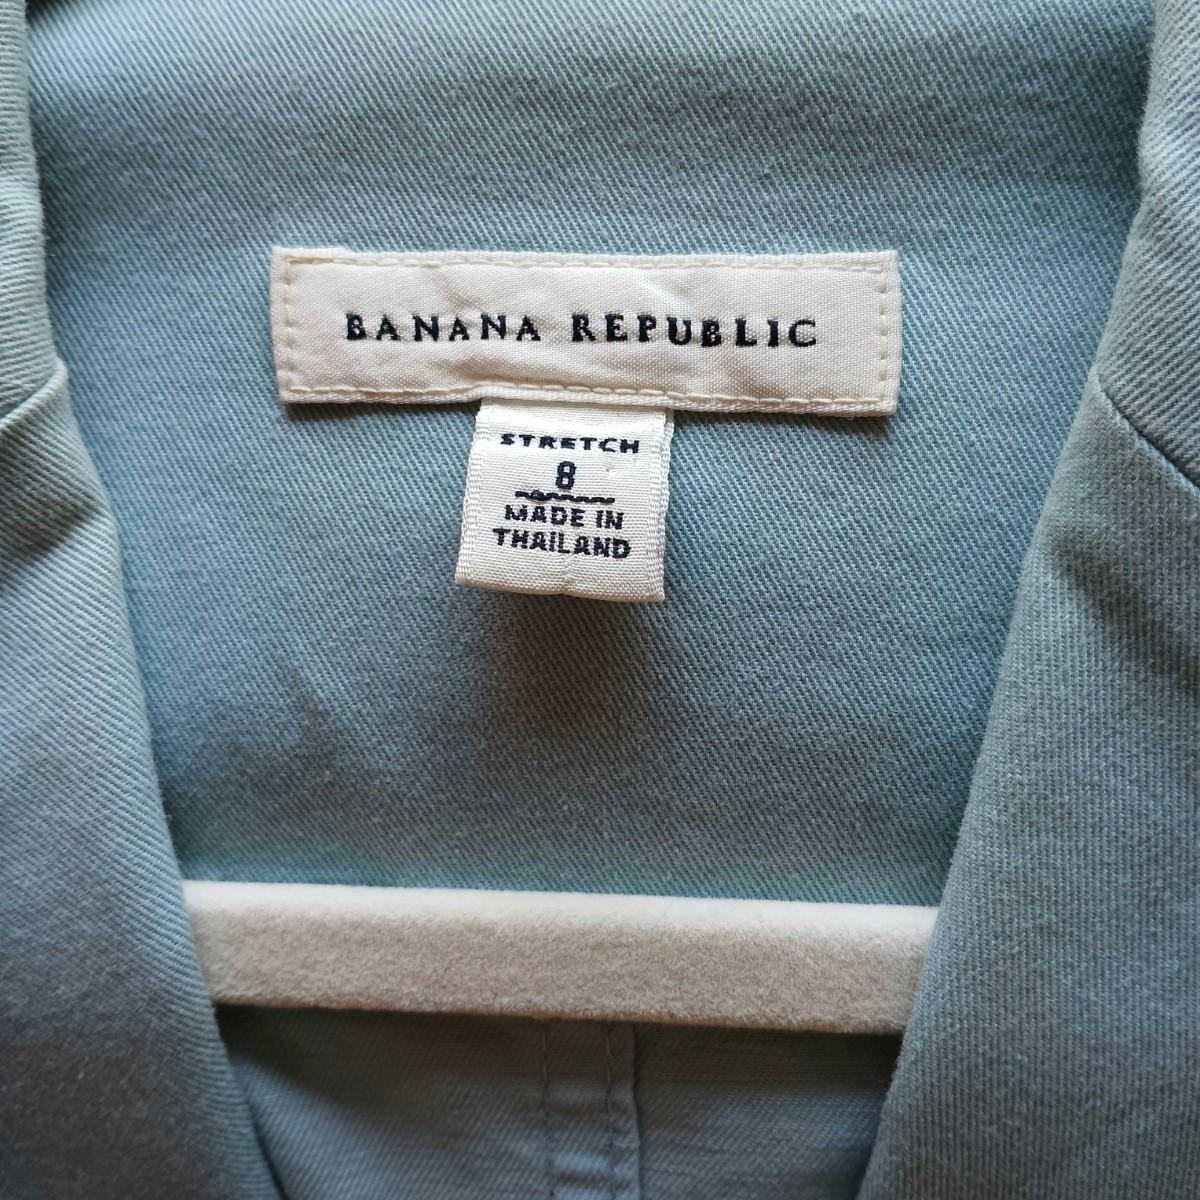 BANANA REPUBLIC
STRETCH
8
MADE IN
THAILAND